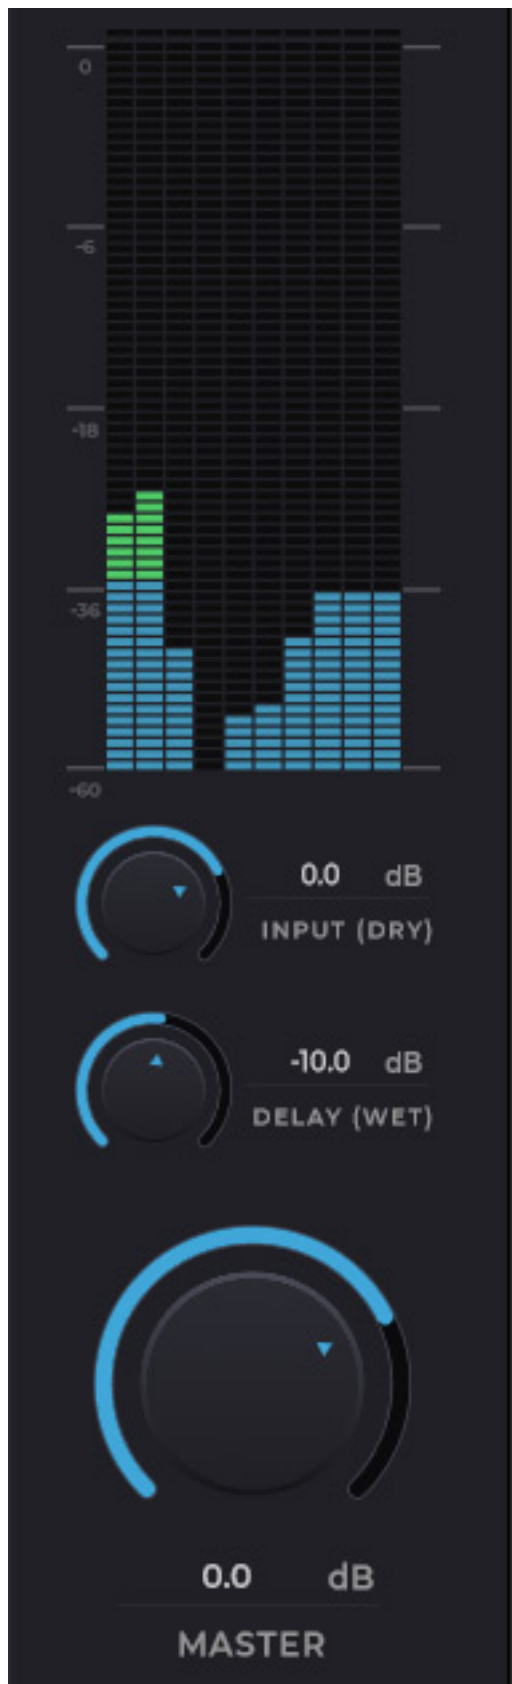 0
-6
-18
-36
-60
0.0 dB
INPUT (DRY)
-10.0 dB
DELAY (WET)
0.0 dB
MASTER